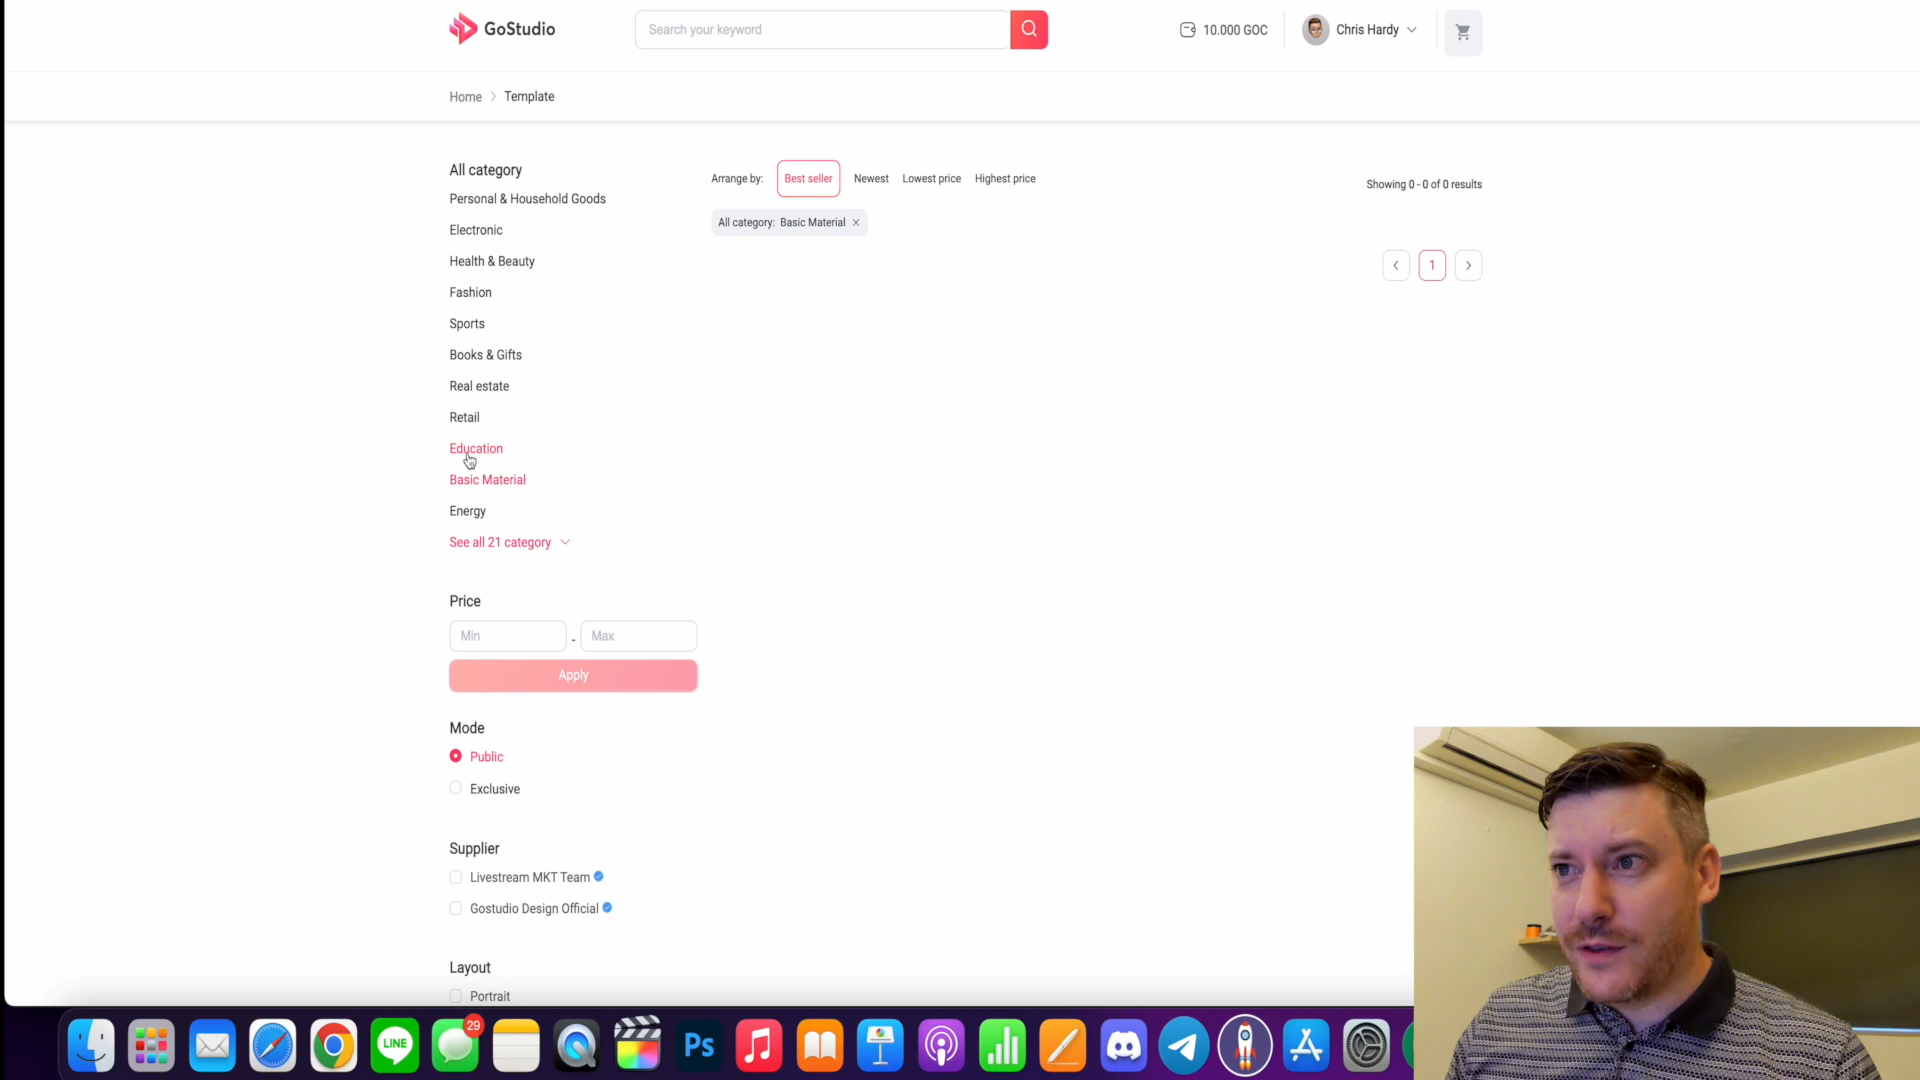 GoStudio
Search your keyword
10.000 GOC
Chris Hardy
Home > Template
All category
Personal & Household Goods
Electronic
Health & Beauty
Fashion
Sports
Books & Gifts
Real estate
Retail
Education
Basic Material
Energy
See all 21 category
Price
Min - Max
Apply
Mode
Public
Exclusive
Supplier
Livestream MKT Team
Gostudio Design Official
Layout
Portrait
Arrange by: Best seller Newest Lowest price Highest price
Showing 0 - 0 of 0 results
All category: Basic Material ×
< 1 >
LINE
29
Ps